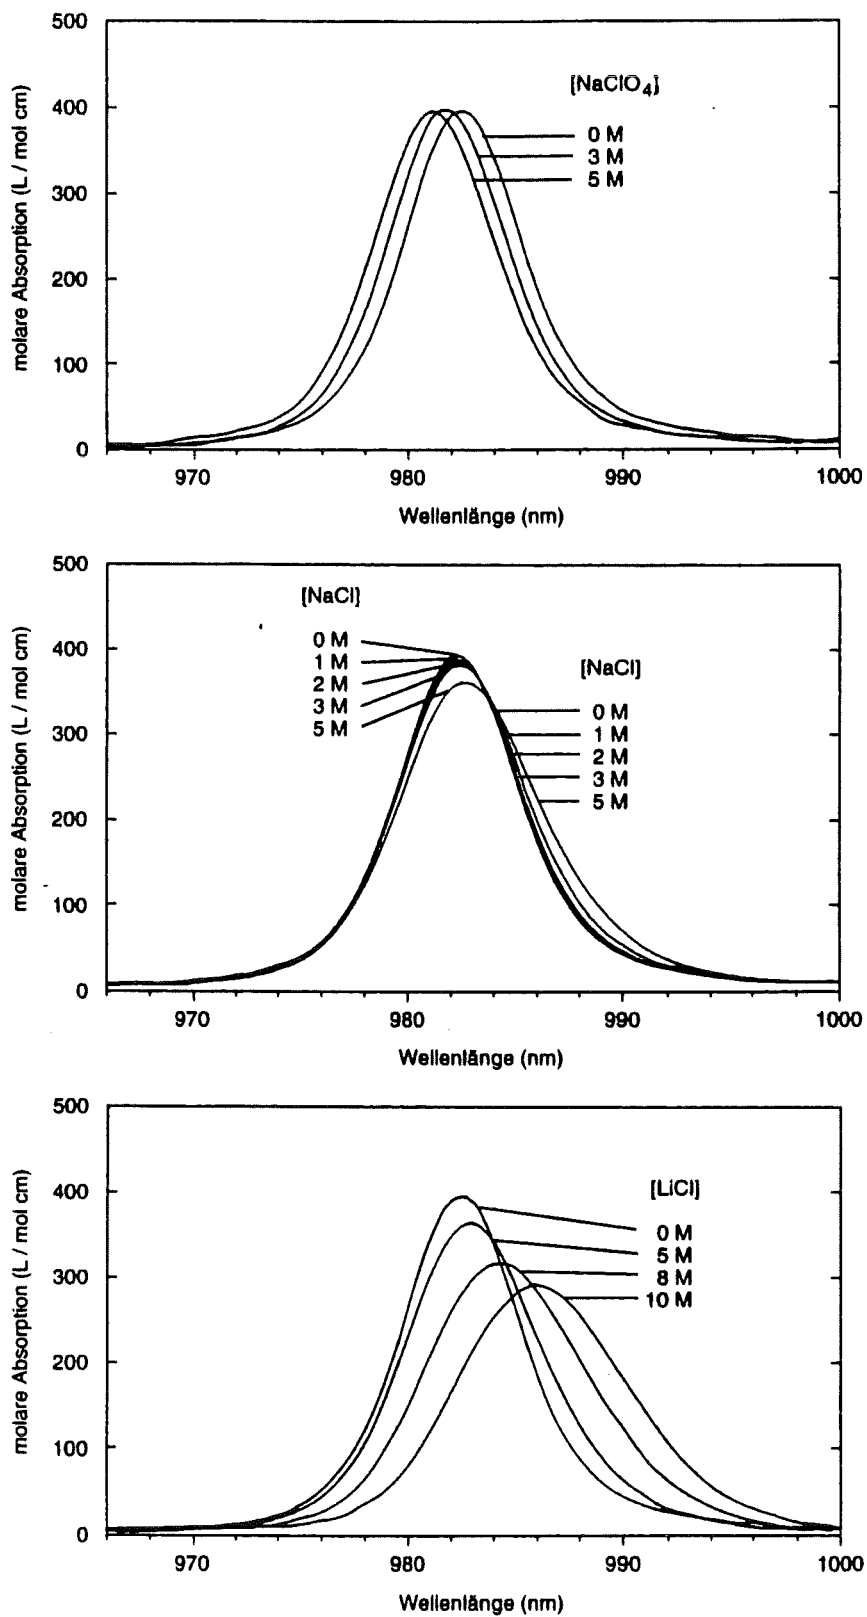 500
400
300
200
100
0
molare Absorption (L / mol cm)
[NaClO4]
0 M
3 M
5 M
970
980
990
1000
Wellenlänge (nm)
500
400
300
200
100
0
molare Absorption (L / mol cm)
[NaCl]
0 M
1 M
2 M
3 M
5 M
[NaCl]
0 M
1 M
2 M
3 M
5 M
970
980
990
1000
Wellenlänge (nm)
500
400
300
200
100
0
molare Absorption (L / mol cm)
[LiCl]
0 M
5 M
8 M
10 M
970
980
990
1000
Wellenlänge (nm)